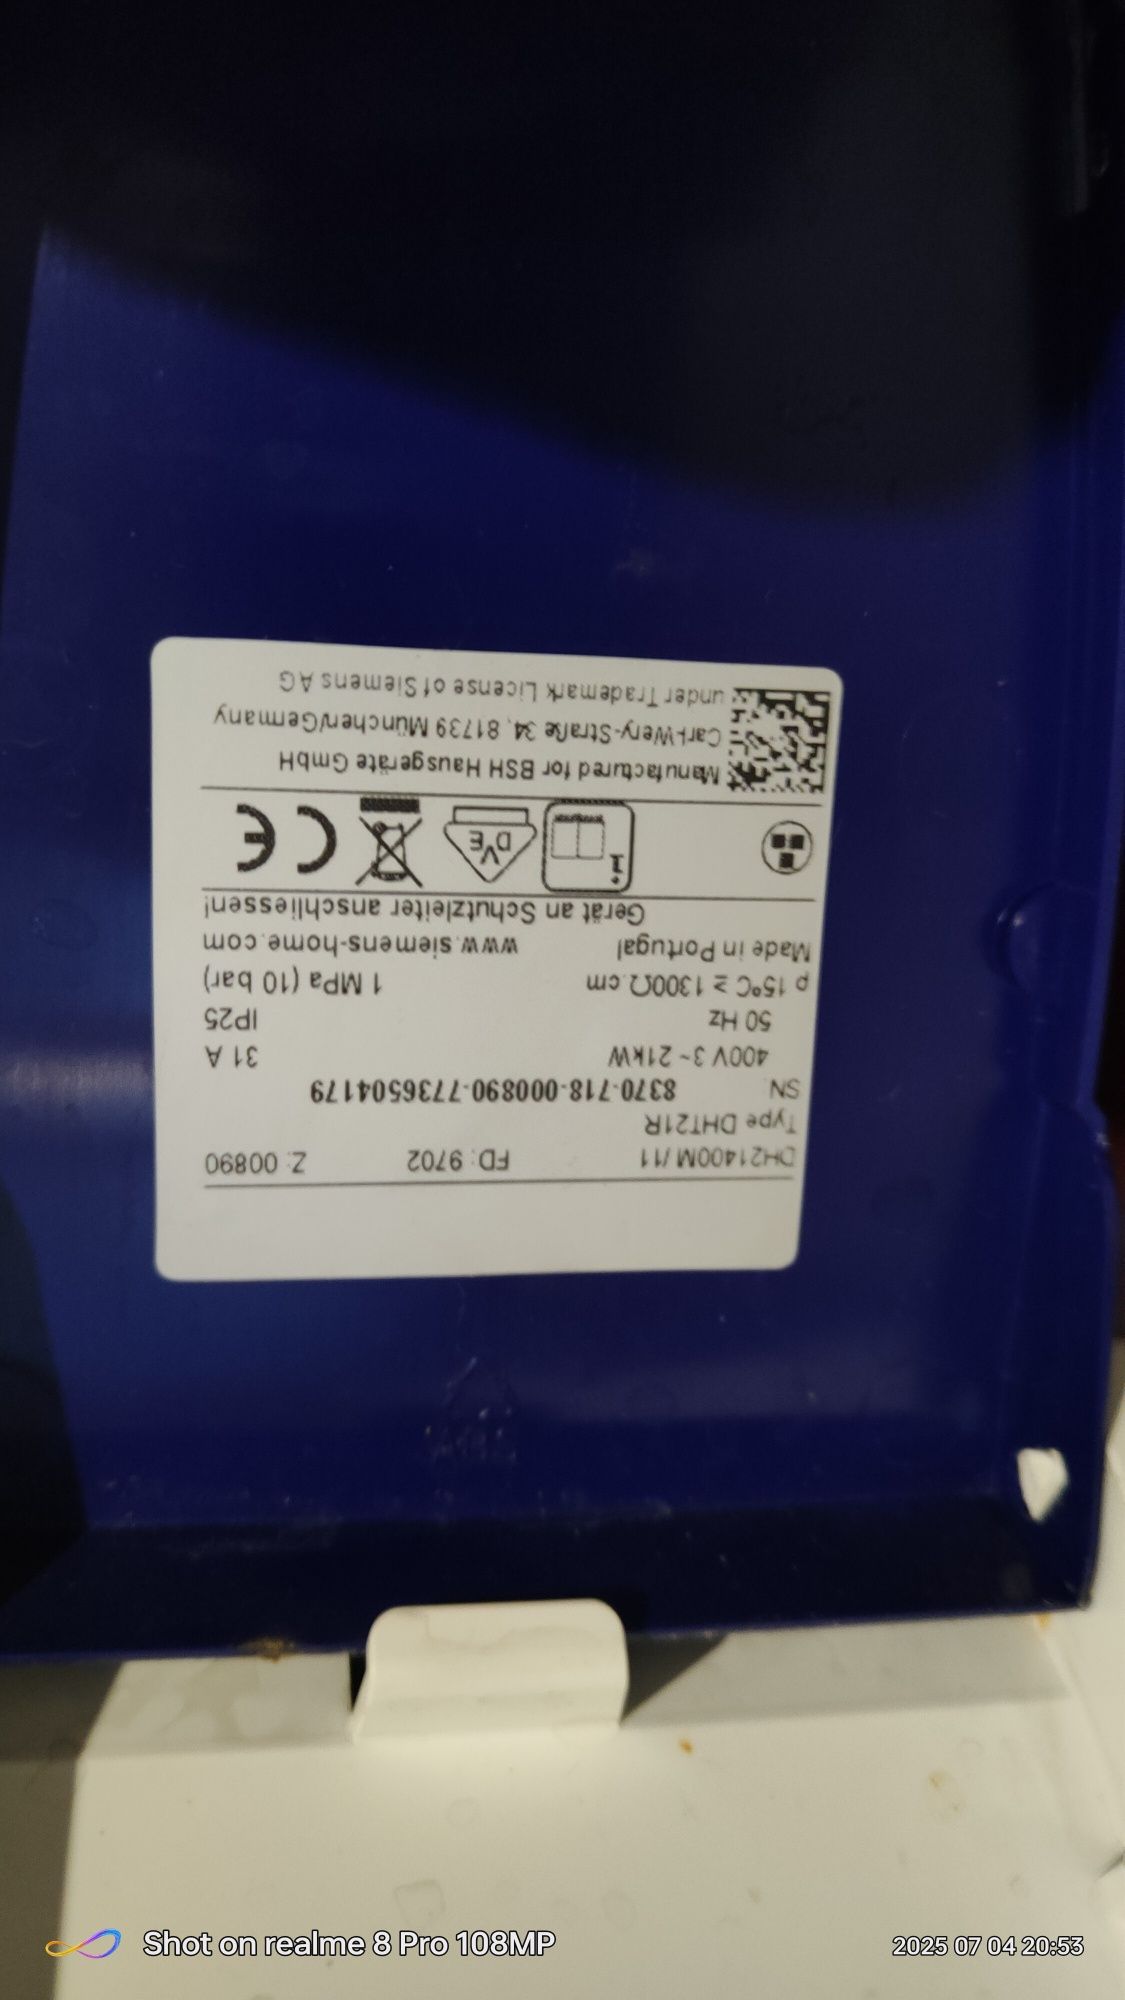 DH21400M /11 FD: 9702 Z: 00890
Type DHT21R
SN 8370-718-000890-7736504179
400V 3~ 21kW 31 A
50 Hz IP25
ρ 15°C ≥ 1300Ω.cm 1 MPa (10 bar)
Made in Portugal www.siemens-home.com
Gerät an Schutzleiter anschliessen!
i DVE CE
Manufactured for BSH Hausgeräte GmbH
Carl-Wery-Straße 34, 81739 München/Germany
under Trademark License of Siemens AG
Shot on realme 8 Pro 108MP
2025 07 04 20:53